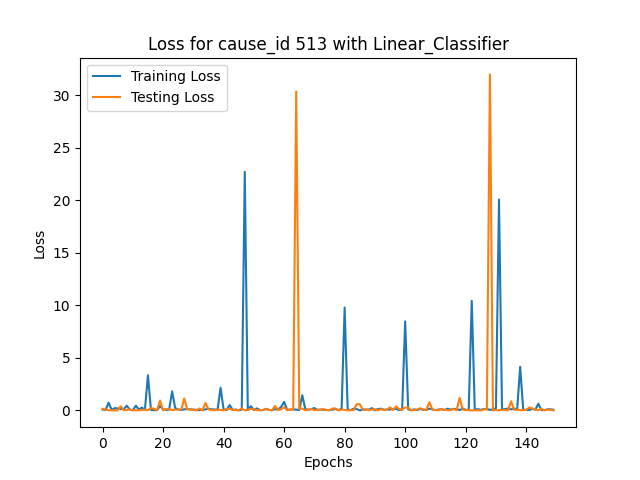 Loss for cause_id 513 with Linear_Classifier
Training Loss
Testing Loss
30
25
20
15
10
5
0
Loss
0 20 40 60 80 100 120 140
Epochs